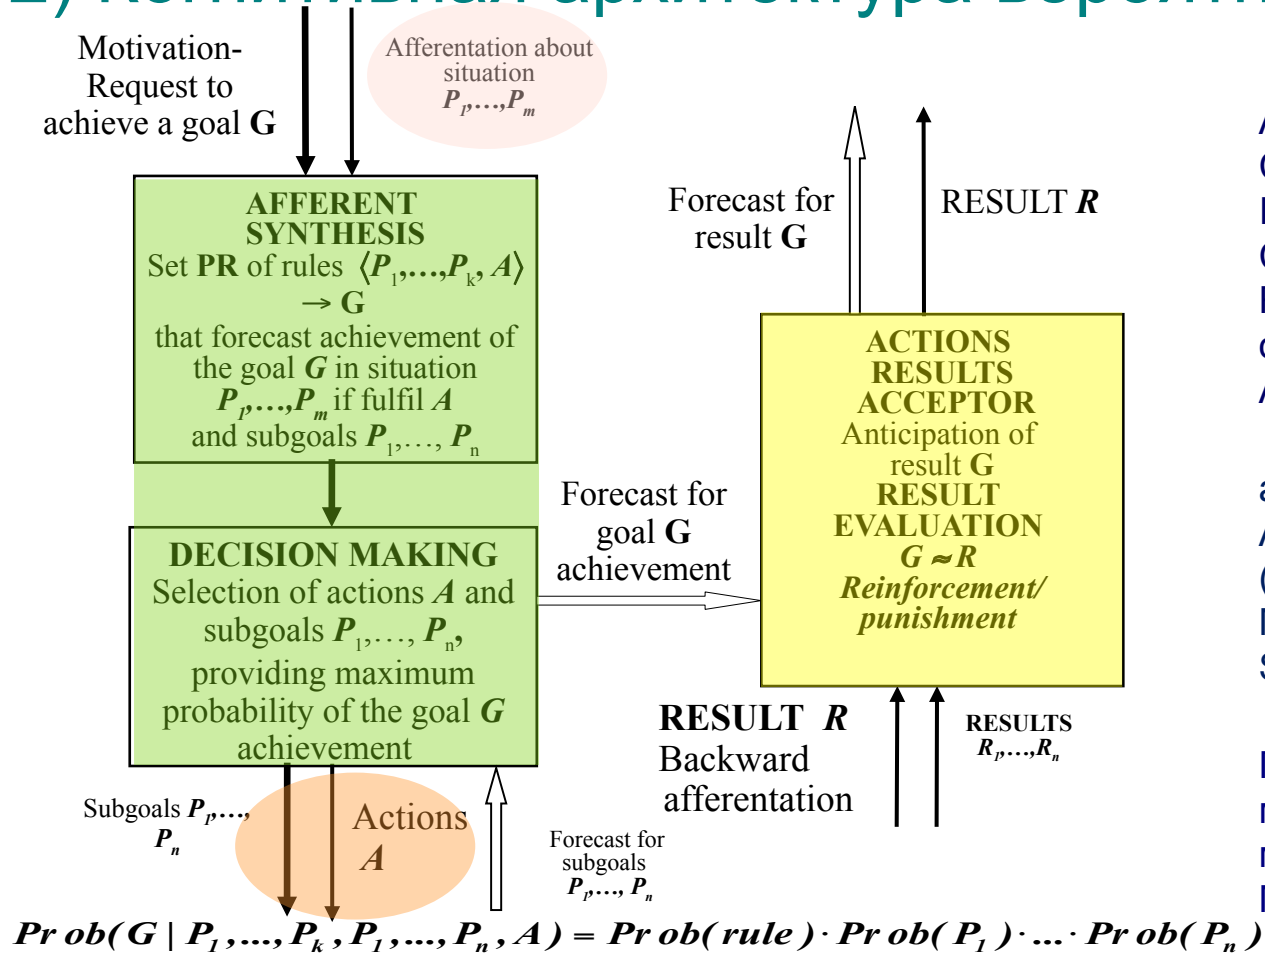 архитектура
Motivation-
Request to
achieve a goal G
Afferentation about
situation
P1,…,Pm
AFFERENT
SYNTHESIS
Set PR of rules ⟨P1,…,Pk, A⟩
→ G
that forecast achievement of
the goal G in situation
P1,…,Pm if fulfil A
and subgoals P1,…, Pn
DECISION MAKING
Selection of actions A and
subgoals P1,…, Pn,
providing maximum
probability of the goal G
achievement
Subgoals P1,…,
Pn
Actions
A
Forecast for
subgoals
P1,…, Pn
Forecast for
goal G
achievement
Forecast for
result G
RESULT R
ACTIONS
RESULTS
ACCEPTOR
Anticipation of
result G
RESULT
EVALUATION
G ≈ R
Reinforcement/
punishment
RESULT R
Backward
afferentation
RESULTS
R1,…,Rn
Prob(G | P1,...,Pk,P1,...,Pn,A) = Prob(rule)·Prob(P1)·...·Prob(Pn)